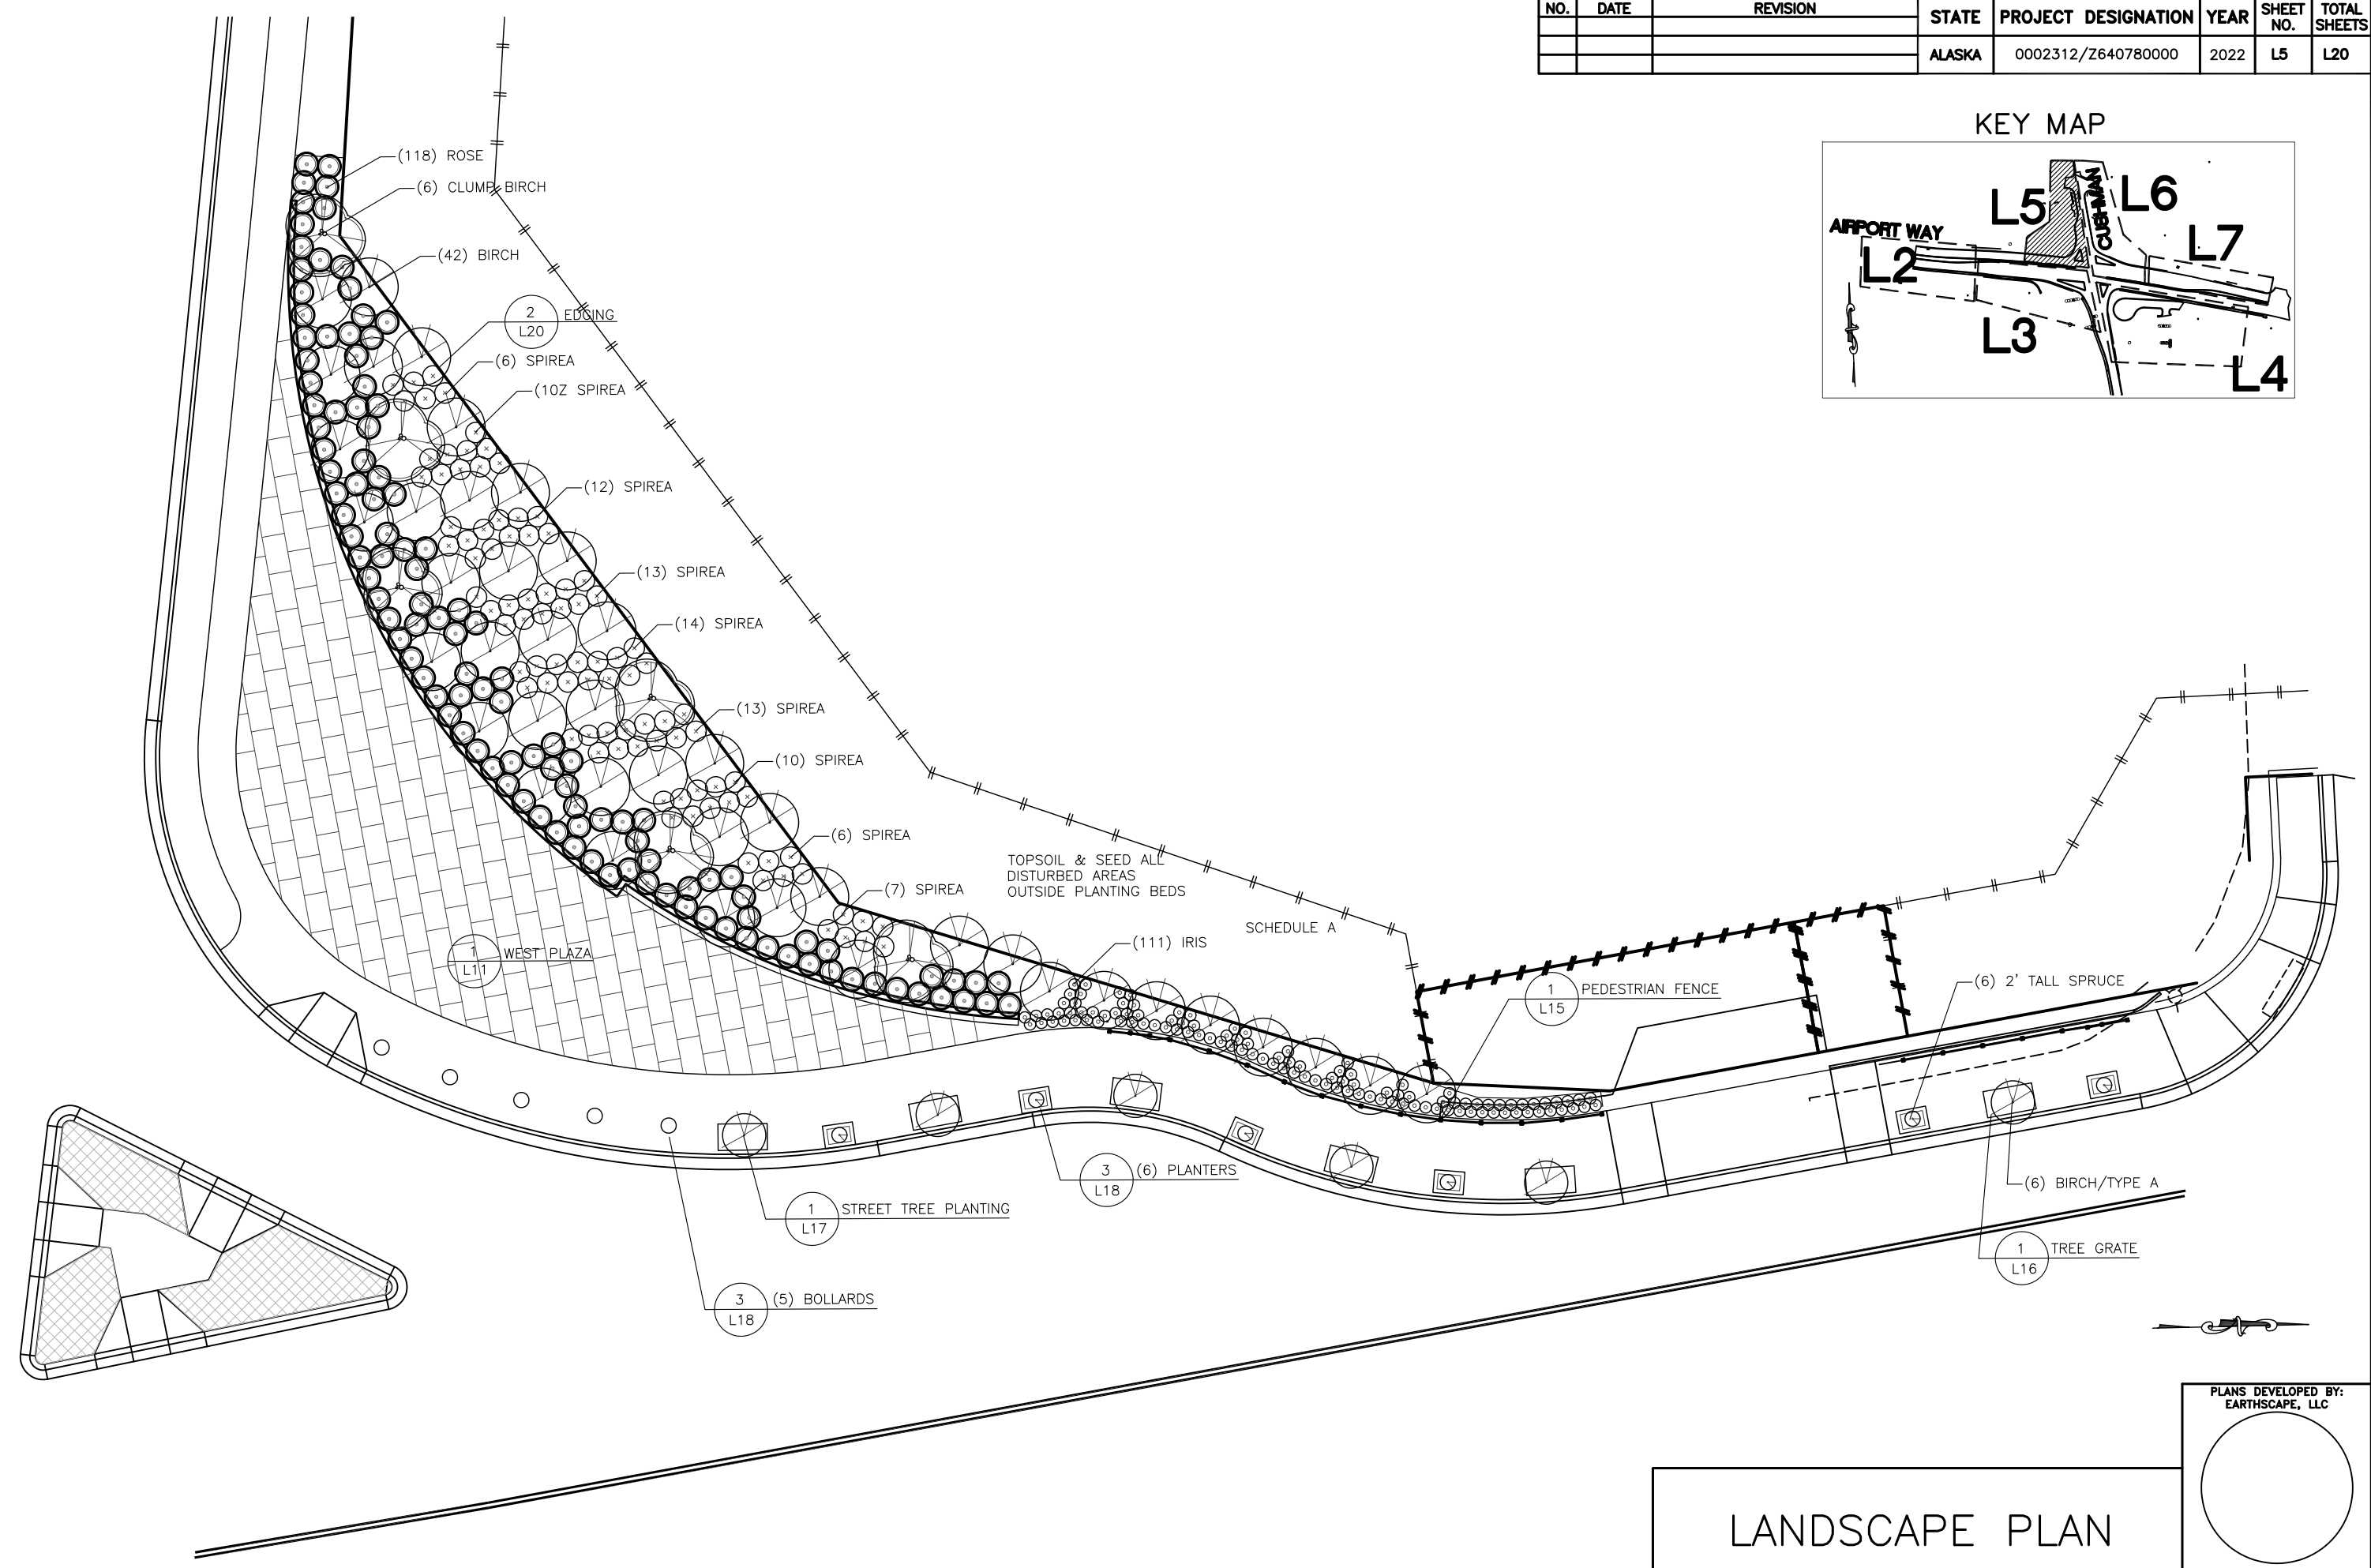 NO. DATE REVISION
STATE PROJECT DESIGNATION YEAR SHEET NO. TOTAL SHEETS
ALASKA 0002312/Z640780000 2022 L5 L20
KEY MAP
L5
CUSHMAN
L6
AIRPORT WAY
L7
L2
L3
L4
(118) ROSE
(6) CLUMP BIRCH
(42) BIRCH
2
L20
EDGING
(6) SPIREA
(10Z SPIREA
(12) SPIREA
(13) SPIREA
(14) SPIREA
(13) SPIREA
(10) SPIREA
(6) SPIREA
(7) SPIREA
TOPSOIL & SEED ALL
DISTURBED AREAS
OUTSIDE PLANTING BEDS
SCHEDULE A
(111) IRIS
1
L11
WEST PLAZA
1
L15
PEDESTRIAN FENCE
(6) 2' TALL SPRUCE
3
L18
(6) PLANTERS
(6) BIRCH/TYPE A
1
L17
STREET TREE PLANTING
1
L16
TREE GRATE
3
L18
(5) BOLLARDS
PLANS DEVELOPED BY:
EARTHSCAPE, LLC
LANDSCAPE PLAN